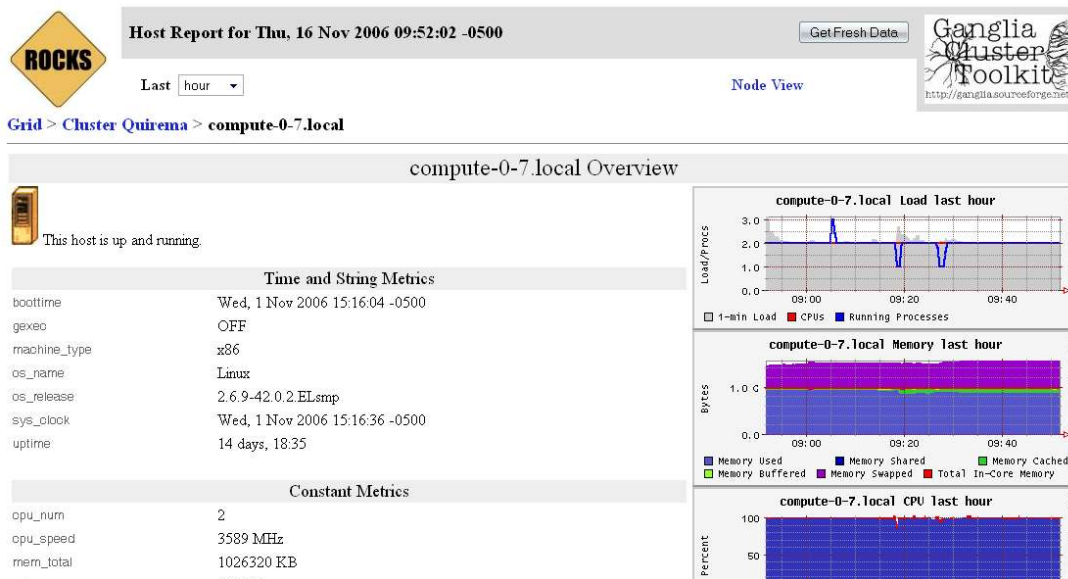 ROCKS
Host Report for Thu, 16 Nov 2006 09:52:02 -0500
Get Fresh Data
Last hour
Node View
Ganglia
Cluster
Toolkit
http://ganglia.sourceforge.net
Grid > Cluster Quirema > compute-0-7.local
compute-0-7.local Overview
This host is up and running.
Time and String Metrics
boottime Wed, 1 Nov 2006 15:16:04 -0500
gexec OFF
machine_type x86
os_name Linux
os_release 2.6.9-42.0.2.ELsmp
sys_clock Wed, 1 Nov 2006 15:16:36 -0500
uptime 14 days, 18:35
Constant Metrics
cpu_num 2
cpu_speed 3589 MHz
mem_total 1026320 KB
compute-0-7.local Load last hour
Load/Procs
3.0
2.0
1.0
0.0
09:00 09:20 09:40
1-min Load CPUs Running Processes
compute-0-7.local Memory last hour
Bytes
1.0 G
0.0
09:00 09:20 09:40
Memory Used Memory Shared Memory Cached
Memory Buffered Memory Swapped Total In-Core Memory
compute-0-7.local CPU last hour
Percent
100
50